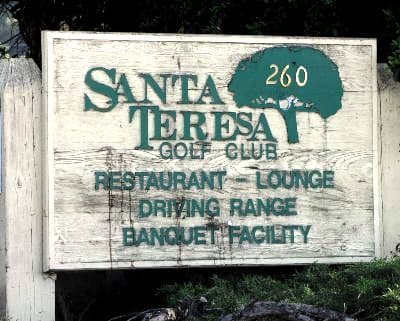 260
SANTA
TERESA
GOLF CLUB
RESTAURANT - LOUNGE
DRIVING RANGE
BANQUET FACILITY